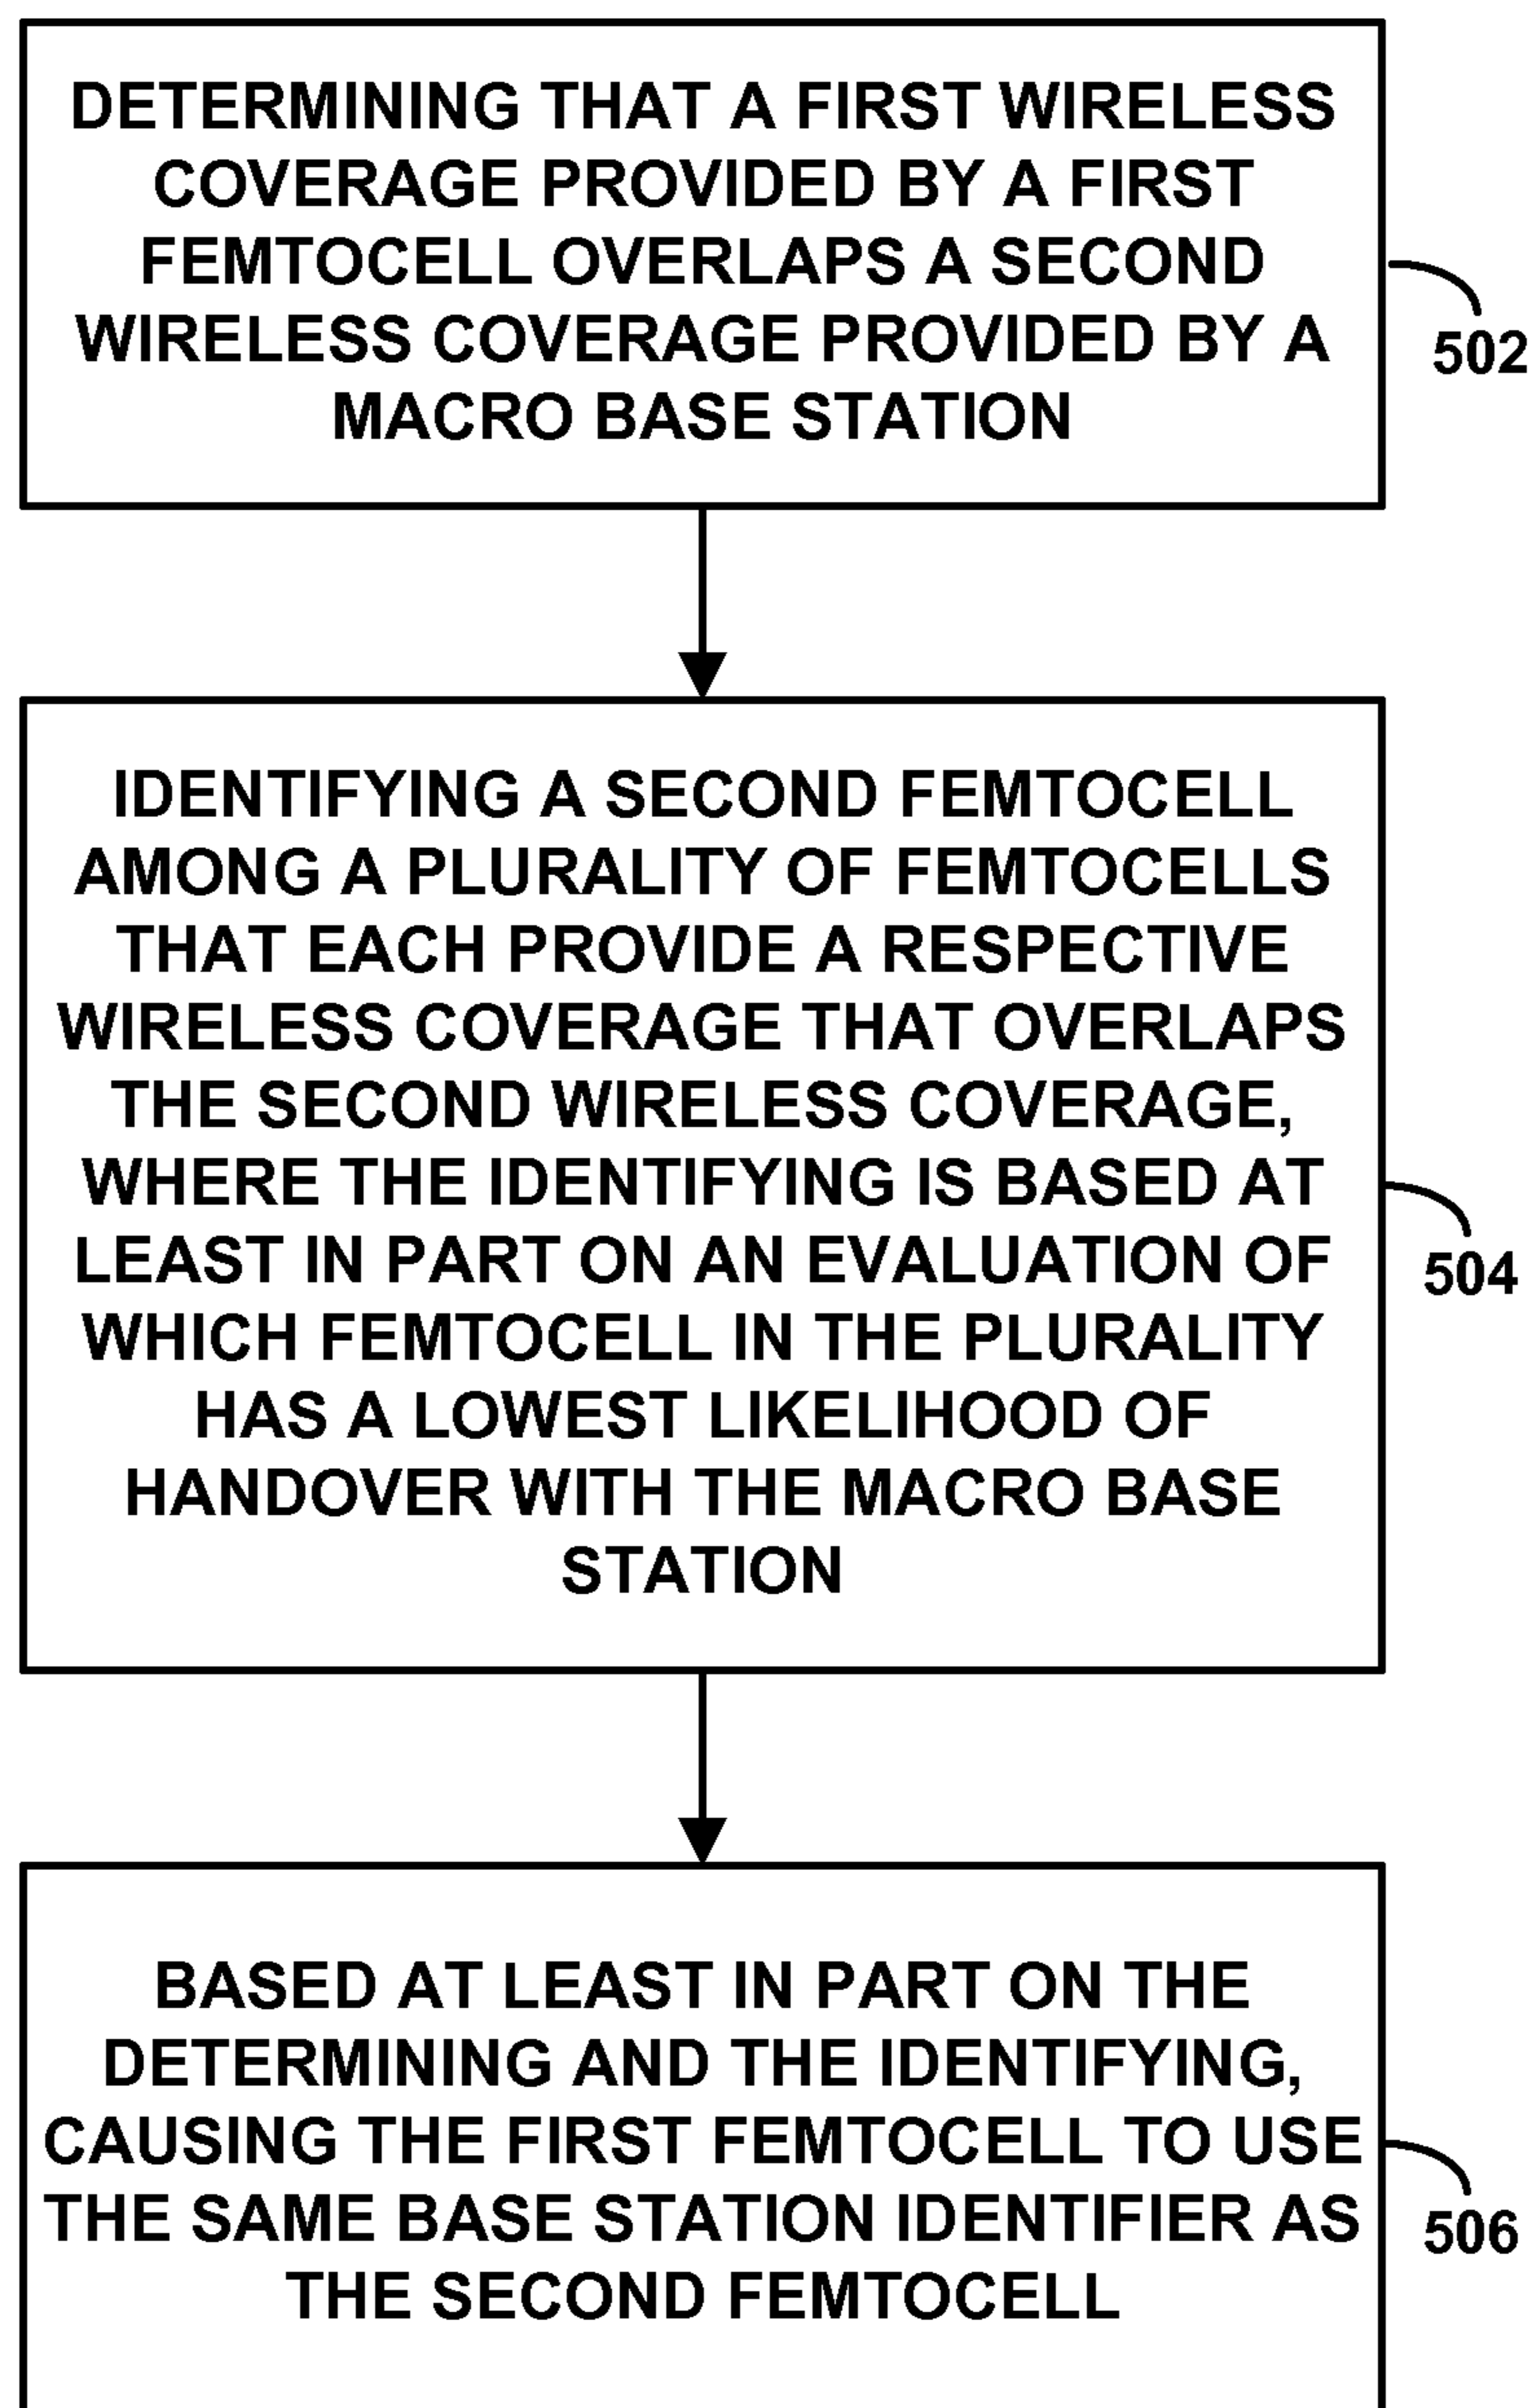 DETERMINING THAT A FIRST WIRELESS
COVERAGE PROVIDED BY A FIRST
FEMTOCELL OVERLAPS A SECOND
WIRELESS COVERAGE PROVIDED BY A
MACRO BASE STATION
502
IDENTIFYING A SECOND FEMTOCELL
AMONG A PLURALITY OF FEMTOCELLS
THAT EACH PROVIDE A RESPECTIVE
WIRELESS COVERAGE THAT OVERLAPS
THE SECOND WIRELESS COVERAGE,
WHERE THE IDENTIFYING IS BASED AT
LEAST IN PART ON AN EVALUATION OF
WHICH FEMTOCELL IN THE PLURALITY
HAS A LOWEST LIKELIHOOD OF
HANDOVER WITH THE MACRO BASE
STATION
504
BASED AT LEAST IN PART ON THE
DETERMINING AND THE IDENTIFYING,
CAUSING THE FIRST FEMTOCELL TO USE
THE SAME BASE STATION IDENTIFIER AS
THE SECOND FEMTOCELL
506